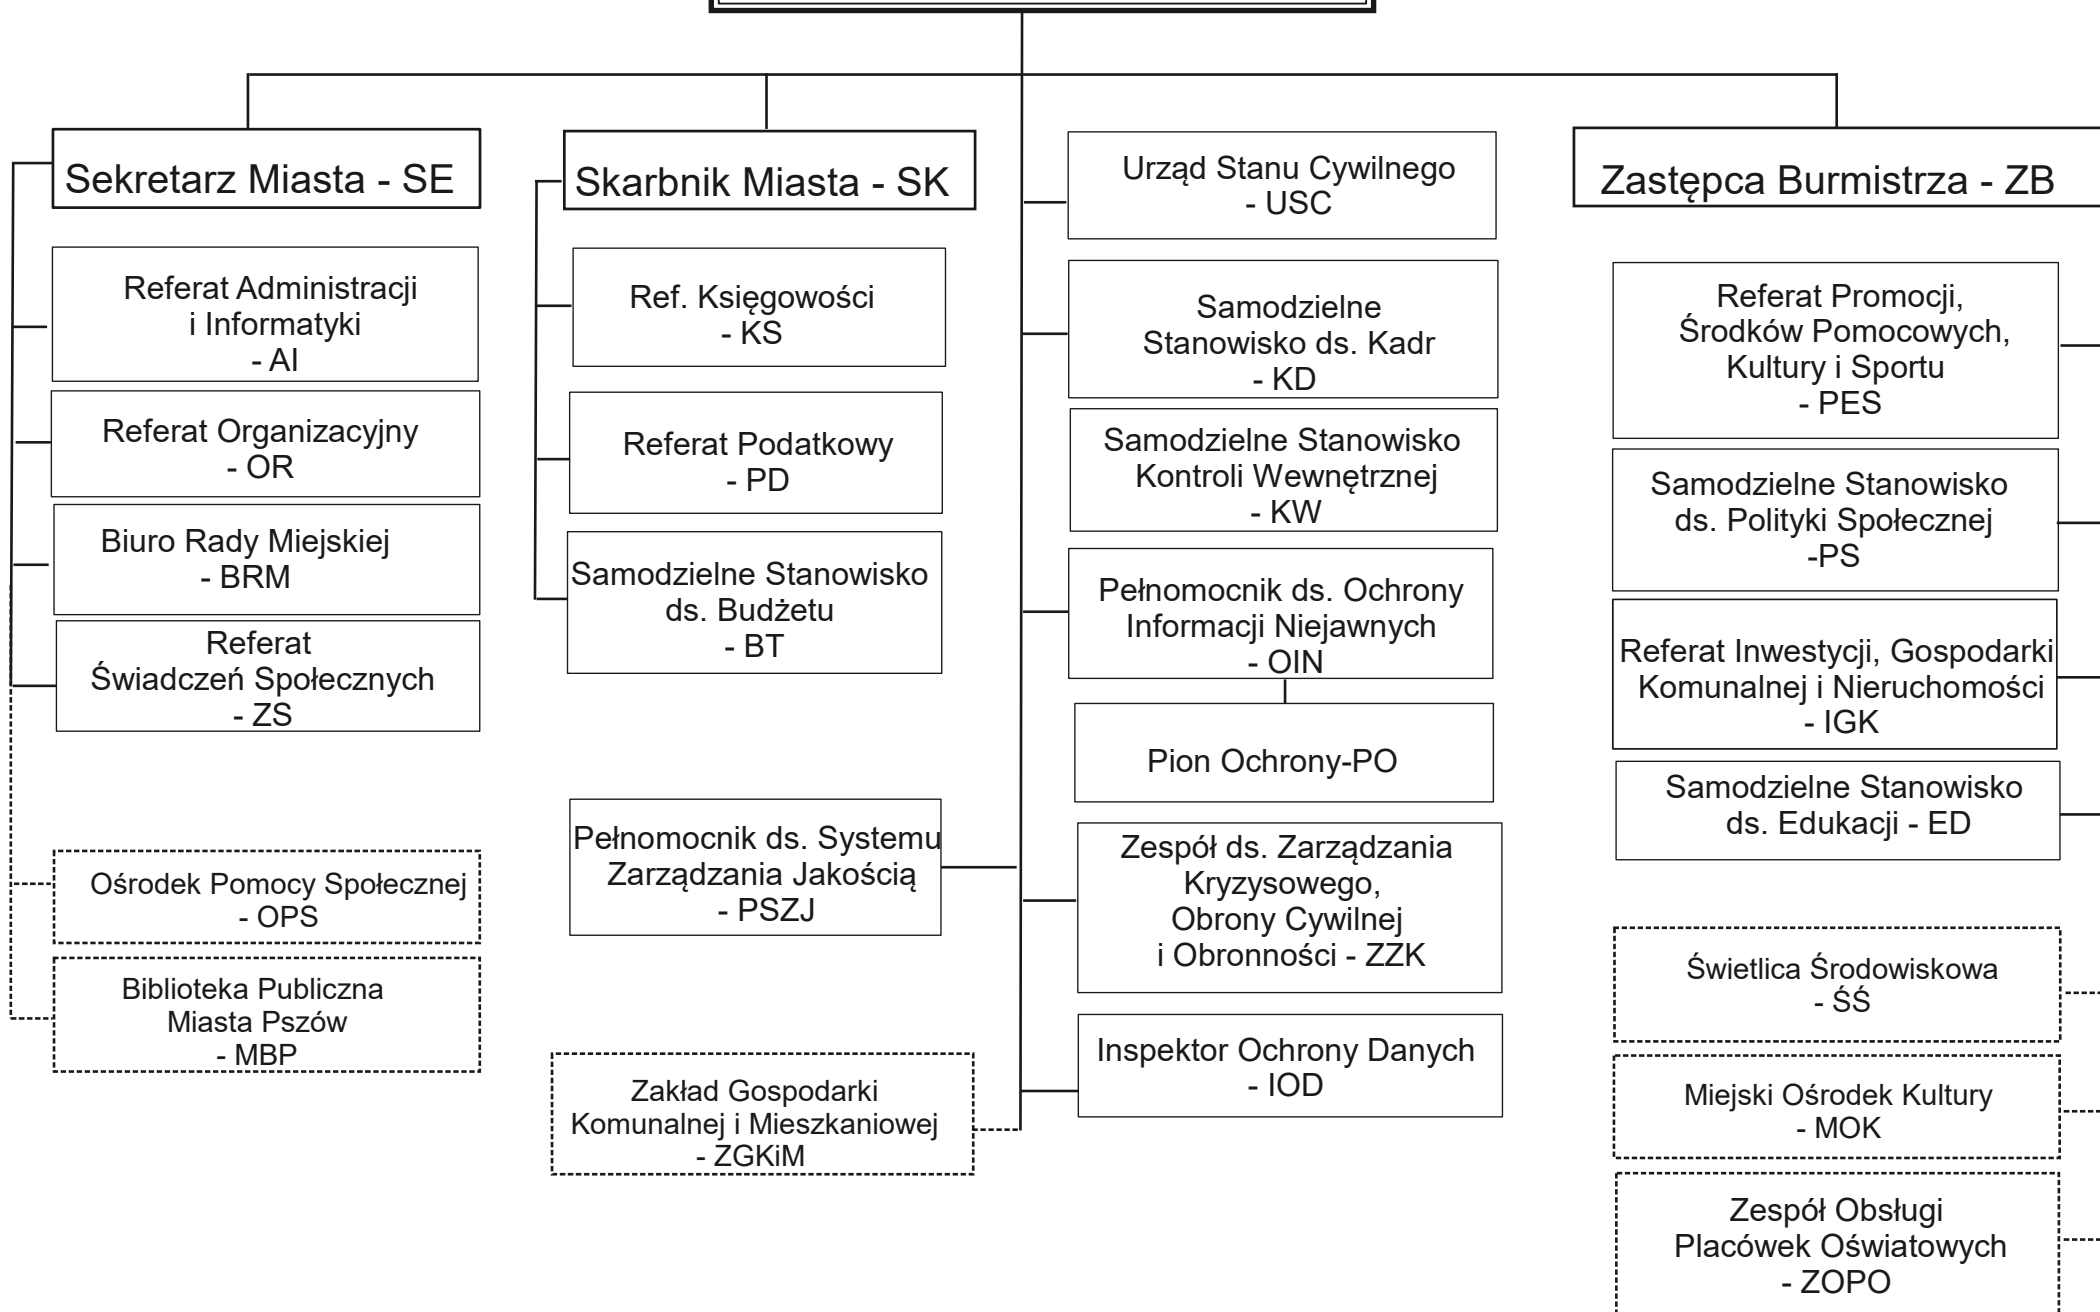 Sekretarz Miasta - SE
Referat Administracji
i Informatyki
- AI
Referat Organizacyjny
- OR
Biuro Rady Miejskiej
- BRM
Referat
Świadczeń Społecznych
- ZS
Ośrodek Pomocy Społecznej
- OPS
Biblioteka Publiczna
Miasta Pszów
- MBP
Skarbnik Miasta - SK
Ref. Księgowości
- KS
Referat Podatkowy
- PD
Samodzielne Stanowisko
ds. Budżetu
- BT
Pełnomocnik ds. Systemu
Zarządzania Jakością
- PSZJ
Zakład Gospodarki
Komunalnej i Mieszkaniowej
- ZGKiM
Urząd Stanu Cywilnego
- USC
Samodzielne
Stanowisko ds. Kadr
- KD
Samodzielne Stanowisko
Kontroli Wewnętrznej
- KW
Pełnomocnik ds. Ochrony
Informacji Niejawnych
- OIN
Pion Ochrony-PO
Zespół ds. Zarządzania
Kryzysowego,
Obrony Cywilnej
i Obronności - ZZK
Inspektor Ochrony Danych
- IOD
Zastępca Burmistrza - ZB
Referat Promocji,
Środków Pomocowych,
Kultury i Sportu
- PES
Samodzielne Stanowisko
ds. Polityki Społecznej
-PS
Referat Inwestycji, Gospodarki
Komunalnej i Nieruchomości
- IGK
Samodzielne Stanowisko
ds. Edukacji - ED
Świetlica Środowiskowa
- ŚŚ
Miejski Ośrodek Kultury
- MOK
Zespół Obsługi
Placówek Oświatowych
- ZOPO